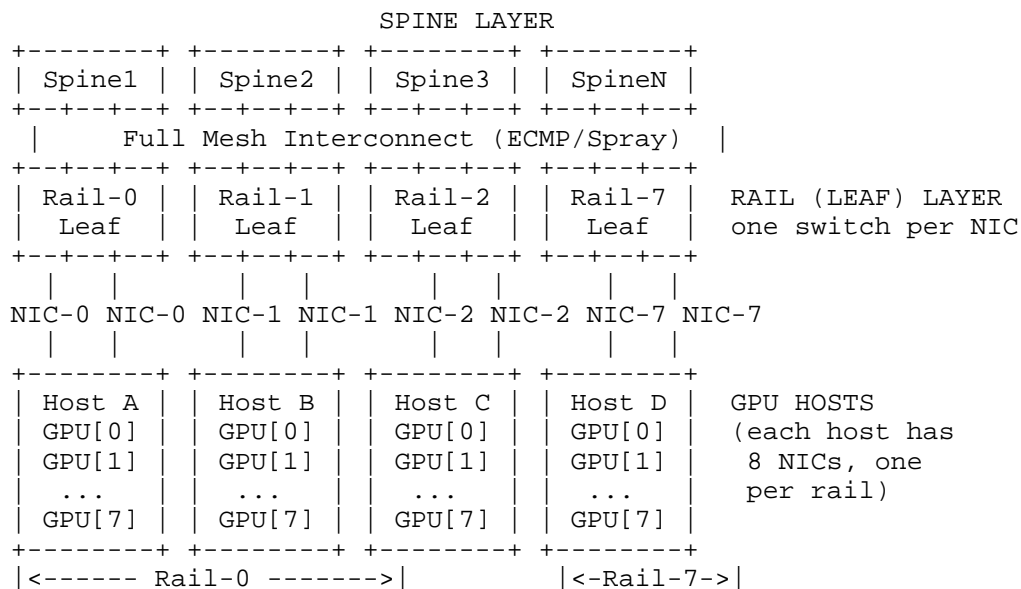 SPINE LAYER
+--------+ +--------+ +--------+ +--------+
| Spine1 | | Spine2 | | Spine3 | | SpineN |
+--+--+--+ +--+--+--+ +--+--+--+ +--+--+--+
 |     Full Mesh Interconnect (ECMP/Spray)  |
+--+--+--+ +--+--+--+ +--+--+--+ +--+--+--+
| Rail-0 | | Rail-1 | | Rail-2 | | Rail-7 |  RAIL (LEAF) LAYER
|  Leaf  | |  Leaf  | |  Leaf  | |  Leaf  |  one switch per NIC
+--+--+--+ +--+--+--+ +--+--+--+ +--+--+--+
  |   |       |   |       |   |      |   |
NIC-0 NIC-0 NIC-1 NIC-1 NIC-2 NIC-2 NIC-7 NIC-7
  |   |       |   |       |   |      |   |
+--------+ +--------+ +--------+ +--------+
| Host A | | Host B | | Host C | | Host D |  GPU HOSTS
| GPU[0] | | GPU[0] | | GPU[0] | | GPU[0] |  (each host has
| GPU[1] | | GPU[1] | | GPU[1] | | GPU[1] |   8 NICs, one
|  ...   | |  ...   | |  ...   | |  ...   |   per rail)
| GPU[7] | | GPU[7] | | GPU[7] | | GPU[7] |
+--------+ +--------+ +--------+ +--------+
|<------ Rail-0 ------->|         |<-Rail-7->|